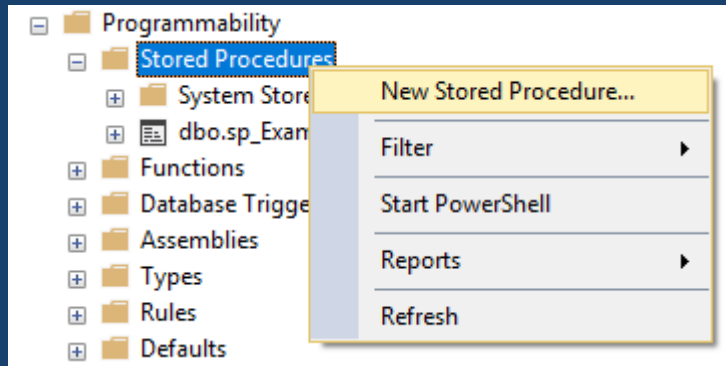 Programmability
Stored Procedures
System Store
dbo.sp_Exam
Functions
Database Trigge
Assemblies
Types
Rules
Defaults
New Stored Procedure...
Filter
Start PowerShell
Reports
Refresh